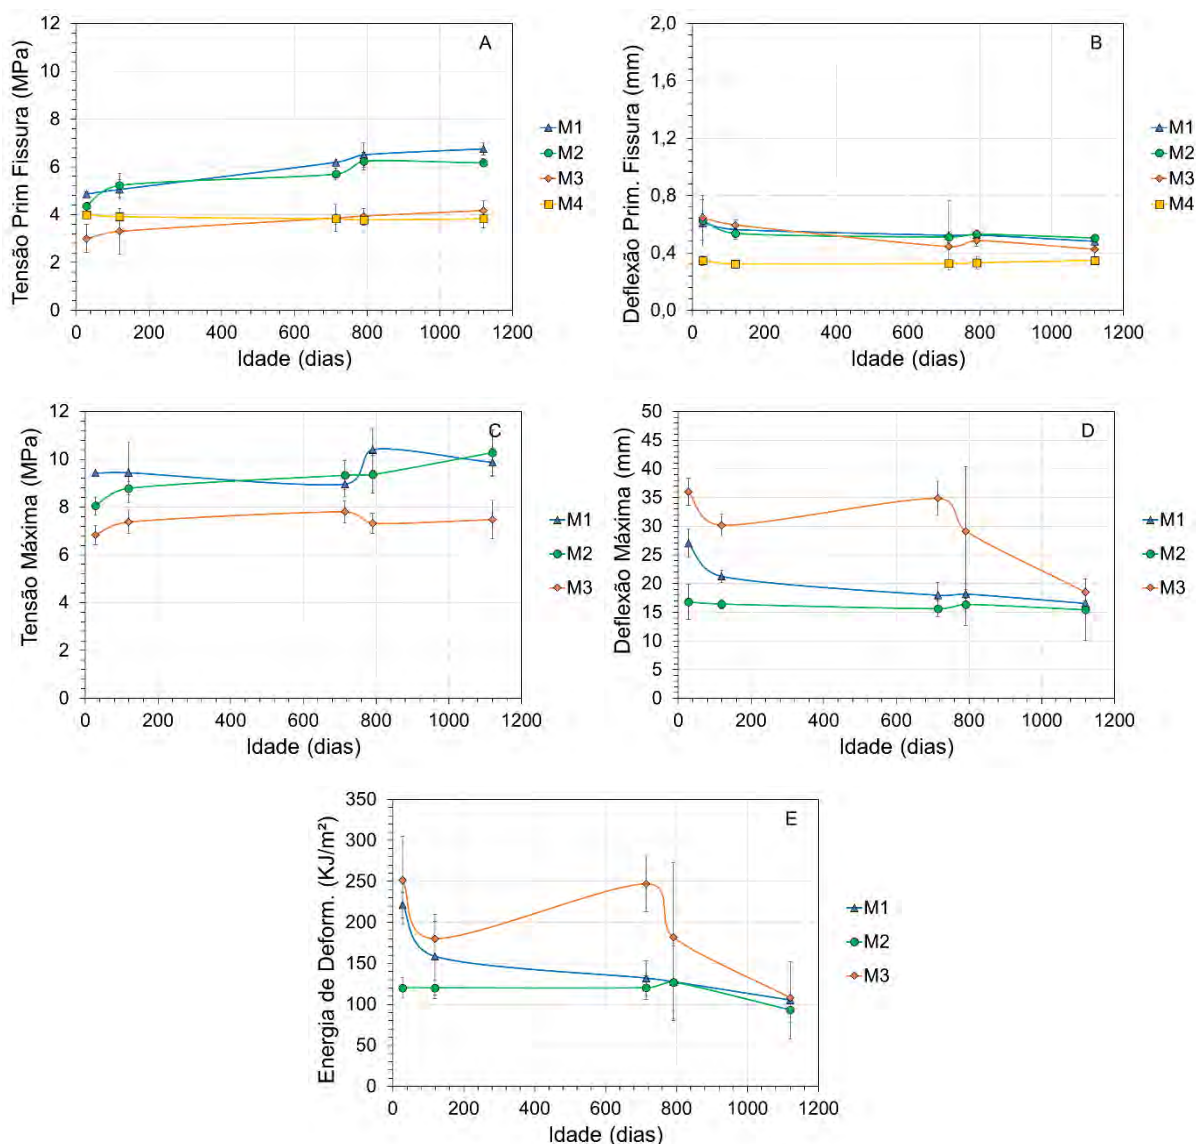 A
Tensão Prim Fissura (MPa)
12
10
8
6
4
2
0
0 200 400 600 800 1000 1200
Idade (dias)
M1
M2
M3
M4
B
Deflexão Prim. Fissura (mm)
2,0
1,6
1,2
0,8
0,4
0,0
0 200 400 600 800 1000 1200
Idade (dias)
M1
M2
M3
M4
C
Tensão Máxima (MPa)
12
10
8
6
4
2
0
0 200 400 600 800 1000 1200
Idade (dias)
M1
M2
M3
D
Deflexão Máxima (mm)
50
45
40
35
30
25
20
15
10
5
0
0 200 400 600 800 1000 1200
Idade (dias)
M1
M2
M3
E
Energia de Deform. (KJ/m²)
350
300
250
200
150
100
50
0
0 200 400 600 800 1000 1200
Idade (dias)
M1
M2
M3